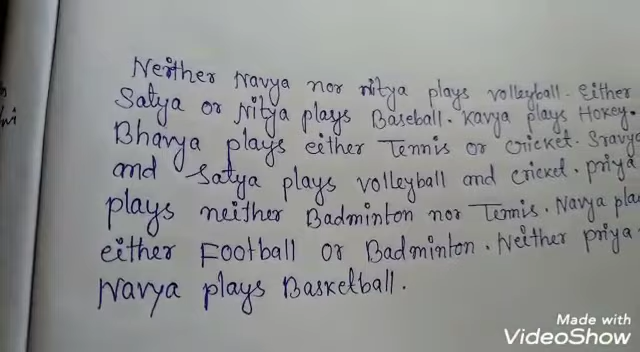 Neither Navya nor nitya plays volleyball. Either
Satya or Nitya plays Baseball. Kavya plays Hokey.
Bhavya plays either Tennis or Cricket. Sravya
and Satya plays volleyball and cricket. priya
plays neither Badminton nor Tennis. Navya pla
either Football or Badminton. Neither priya
Navya plays Basketball.
Made with
VideoShow